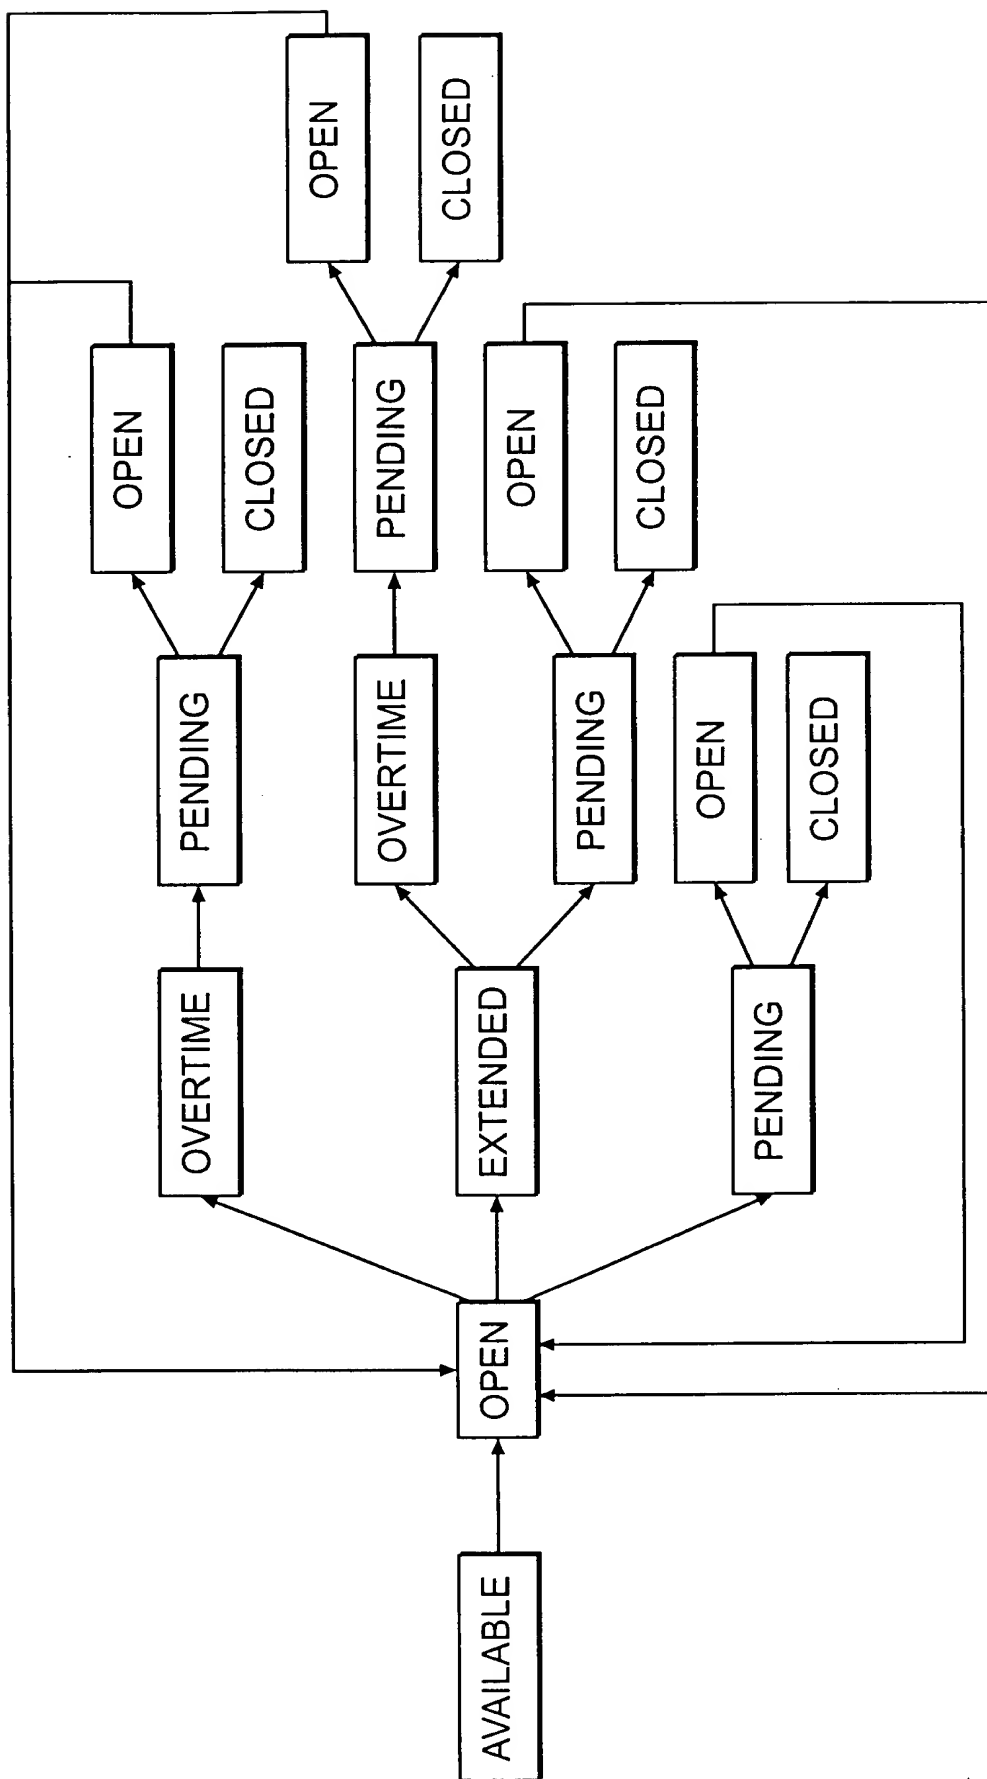 AVAILABLE
OPEN
OVERTIME
EXTENDED
PENDING
PENDING
OVERTIME
PENDING
OPEN
CLOSED
OPEN
CLOSED
PENDING
OPEN
CLOSED
OPEN
CLOSED